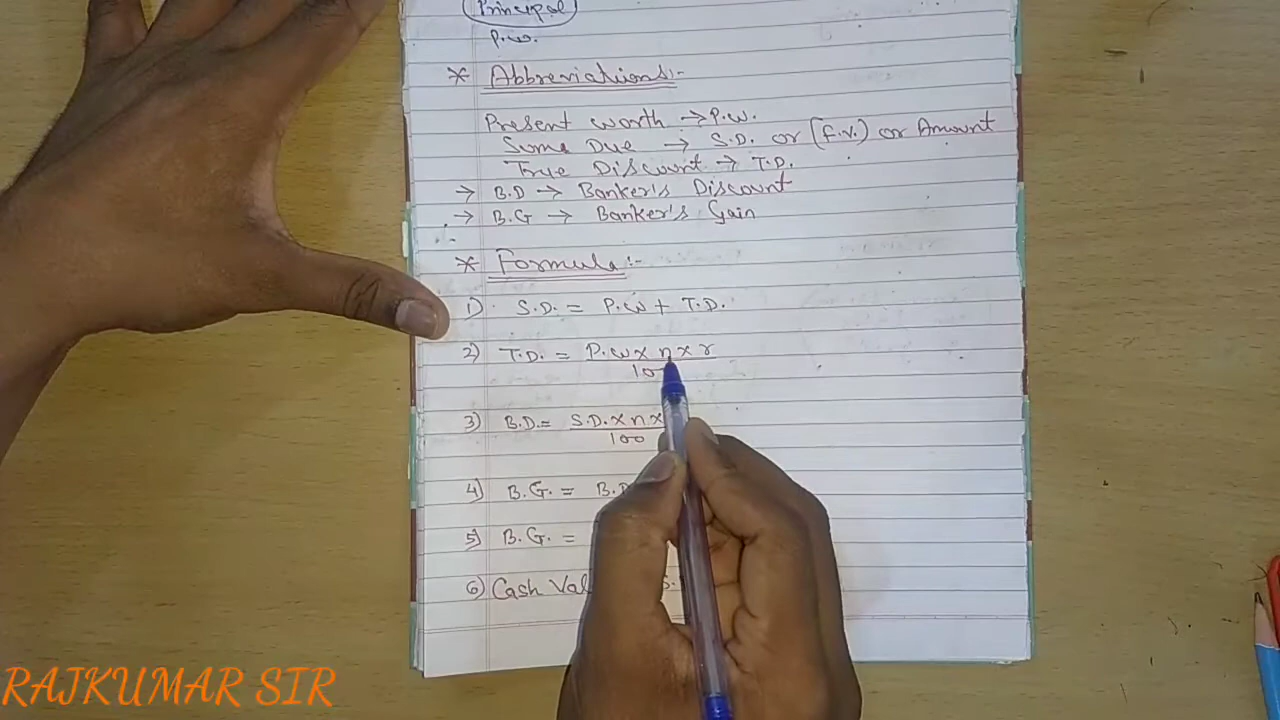 Principal
P.W.
* Abbreviations:-
Present worth → P.W.
Sume Due → S.D. or (F.V.) or Amount
True Discount → T.D.
→ B.D → Banker's Discount
→ B.G → Banker's Gain
* Formula:-
1) S.D. = P.W + T.D.
2) T.D. = P.W x n x r
100
3) B.D. = S.D. x n x
100
4) B.G. = B.D
5) B.G. =
6) Cash Val S.
RAJKUMAR SIR